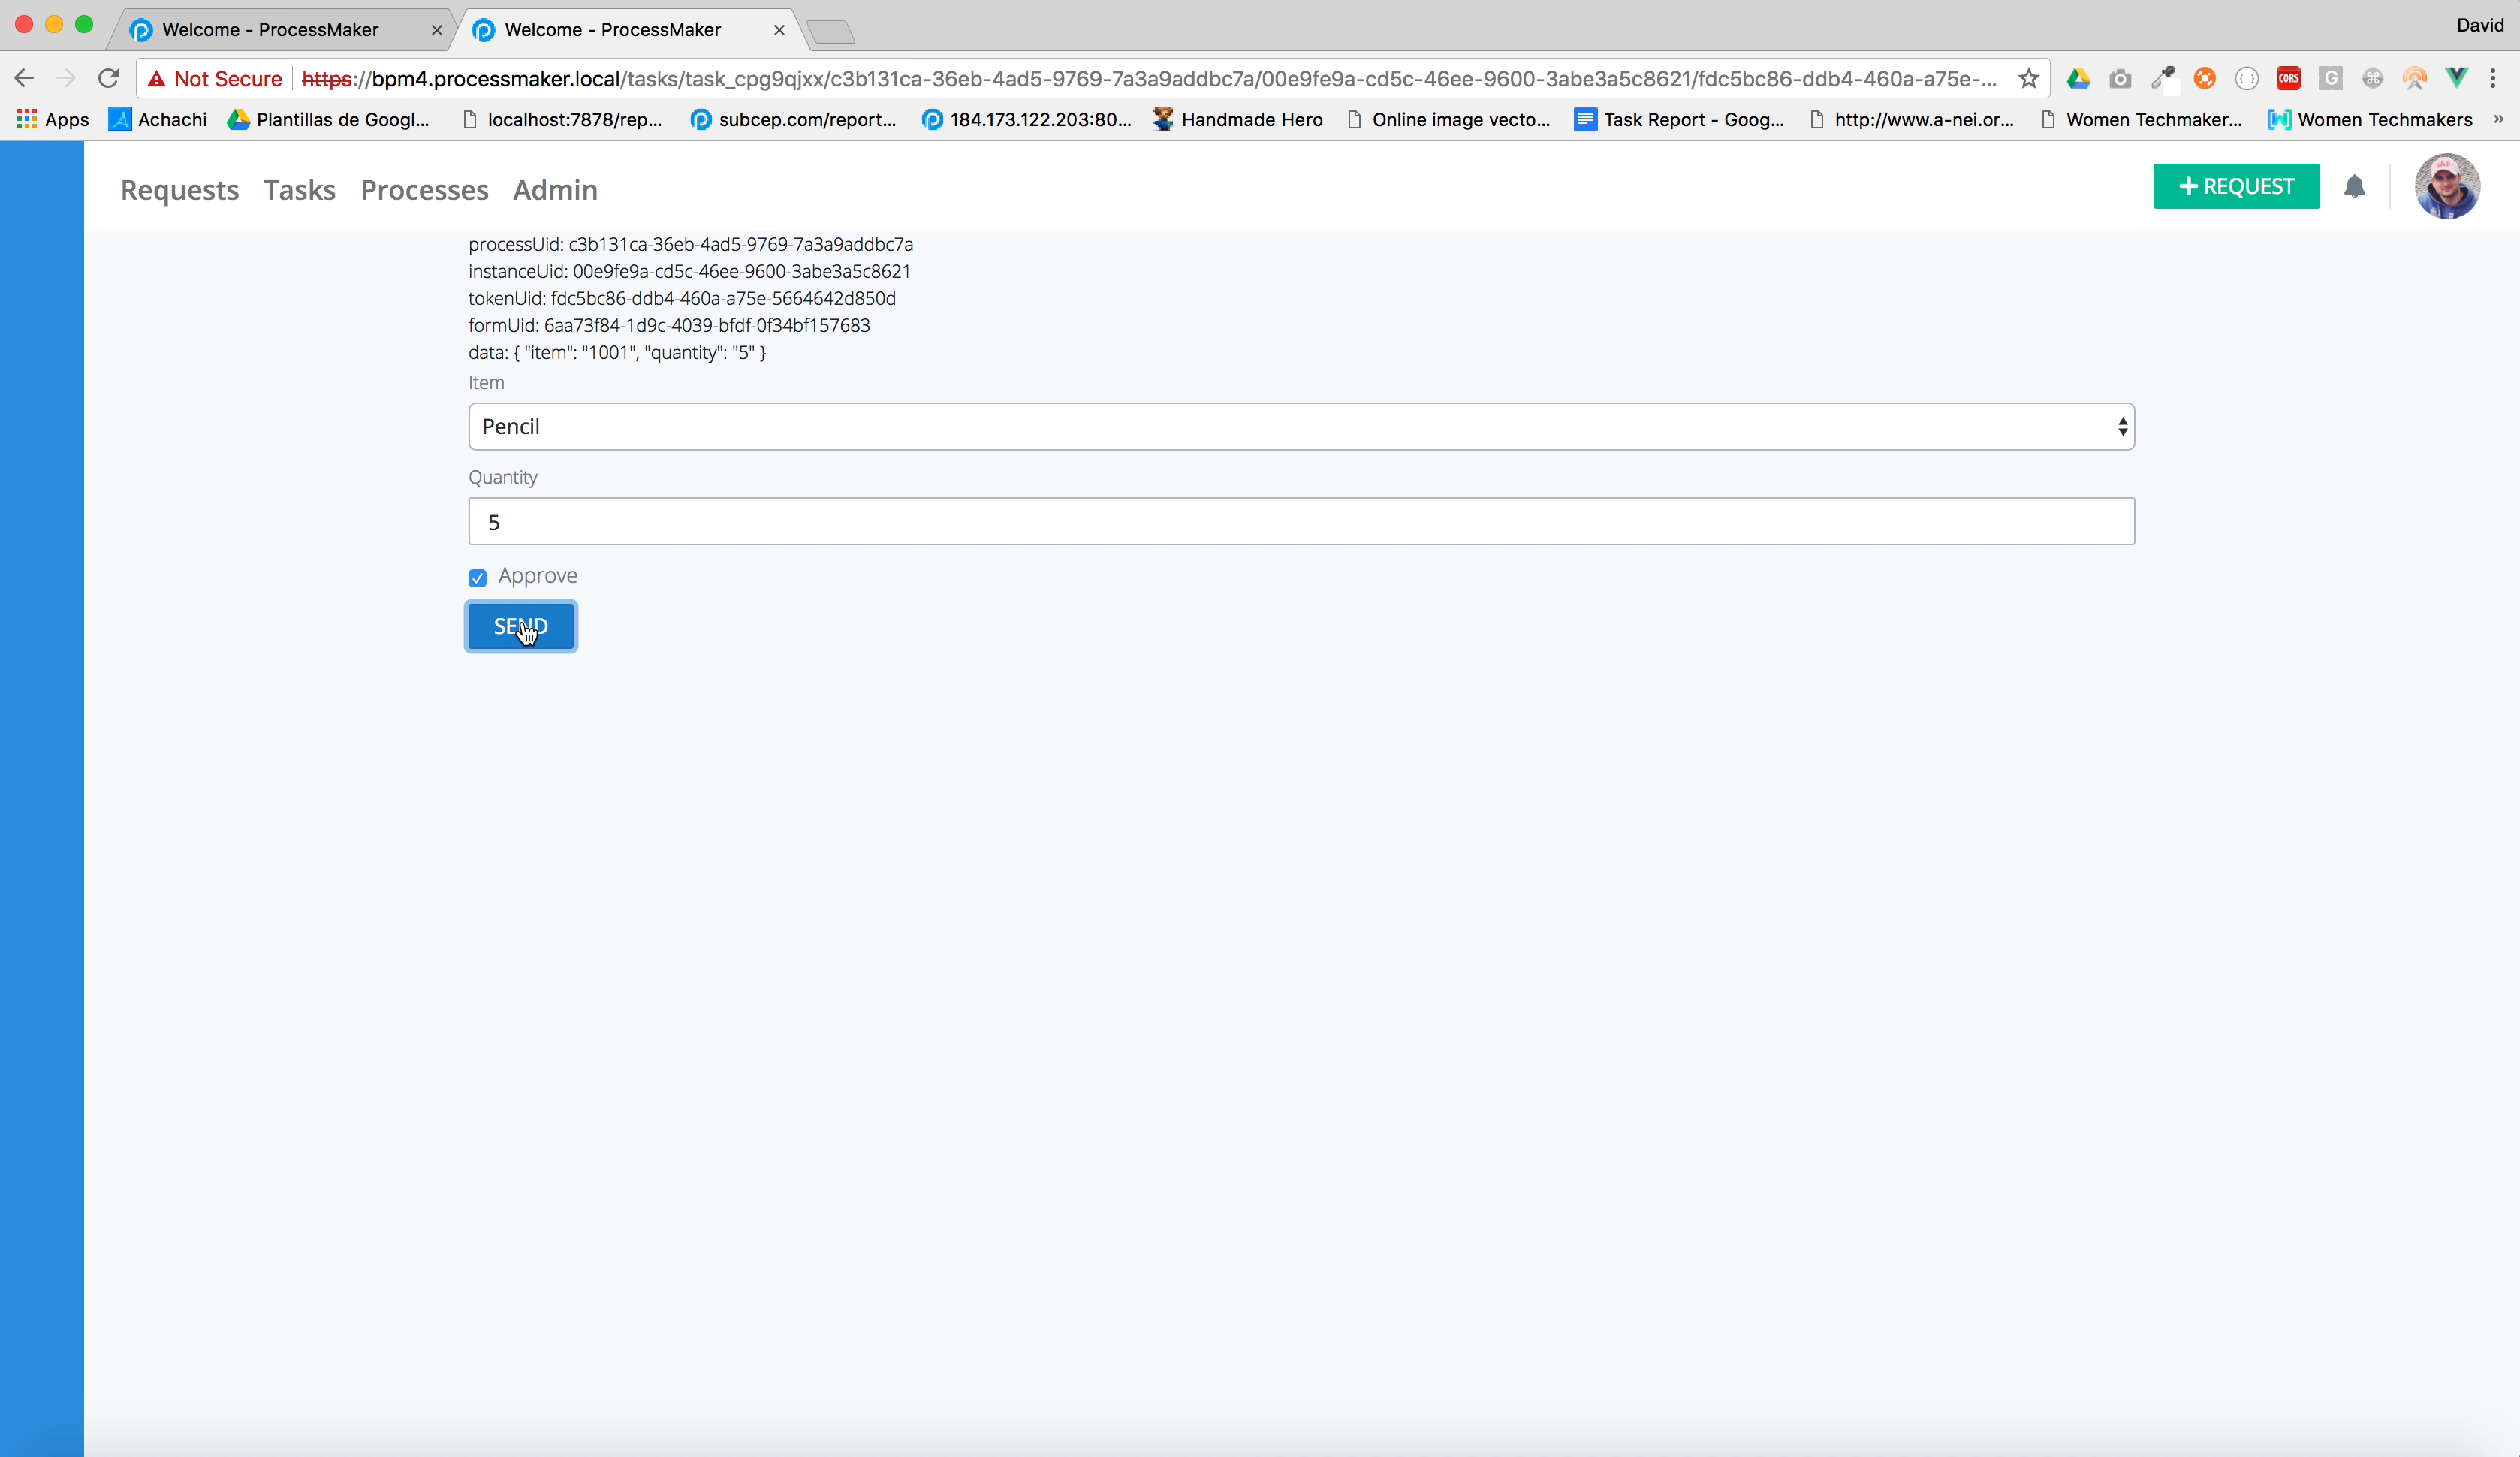 Welcome - ProcessMaker
Welcome - ProcessMaker
David
Not Secure https://bpm4.processmaker.local/tasks/task_cpg9qjxx/c3b131ca-36eb-4ad5-9769-7a3a9addbc7a/00e9fe9a-cd5c-46ee-9600-3abe3a5c8621/fdc5bc86-ddb4-460a-a75e-...
CORS
G
Apps Achachi Plantillas de Googl... localhost:7878/rep... subcep.com/report... 184.173.122.203:80... Handmade Hero Online image vecto... Task Report - Goog... http://www.a-nei.or... Women Techmaker... Women Techmakers »
Requests Tasks Processes Admin
+ REQUEST
processUid: c3b131ca-36eb-4ad5-9769-7a3a9addbc7a
instanceUid: 00e9fe9a-cd5c-46ee-9600-3abe3a5c8621
tokenUid: fdc5bc86-ddb4-460a-a75e-5664642d850d
formUid: 6aa73f84-1d9c-4039-bfdf-0f34bf157683
data: { "item": "1001", "quantity": "5" }
Item
Pencil
Quantity
5
Approve
SEND